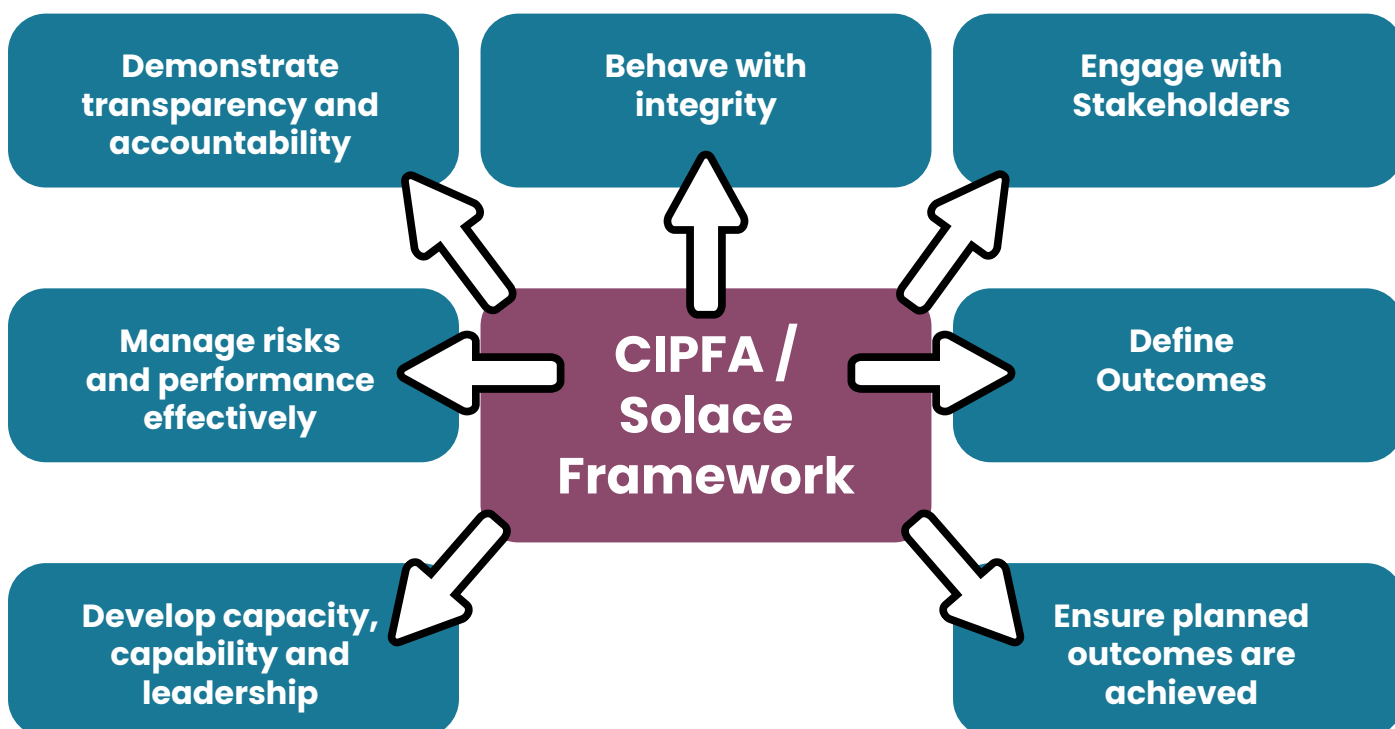 Demonstrate
transparency and
accountability
Behave with
integrity
Engage with
Stakeholders
Manage risks
and performance
effectively
CIPFA /
Solace
Framework
Define
Outcomes
Develop capacity,
capability and
leadership
Ensure planned
outcomes are
achieved